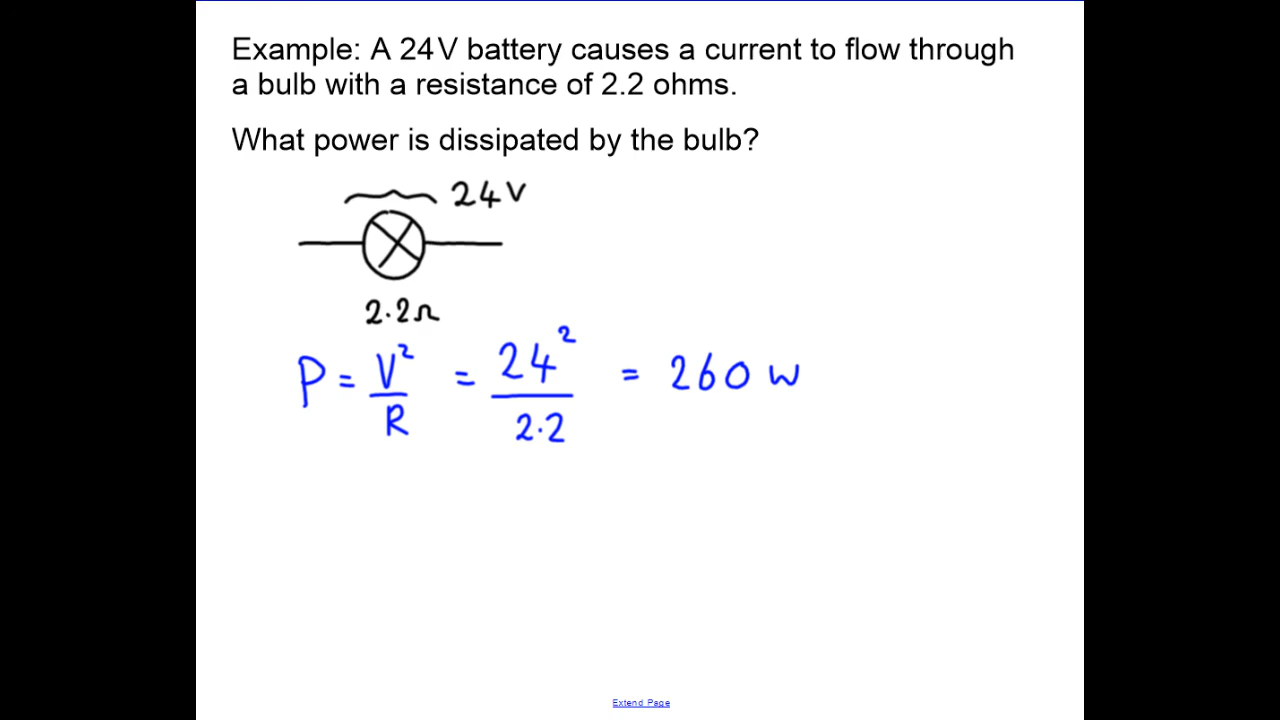 Example: A 24V battery causes a current to flow through
a bulb with a resistance of 2.2 ohms.
What power is dissipated by the bulb?
24V
2.2Ω
P = V²/R = 24²/2.2 = 260 W
Extend Page